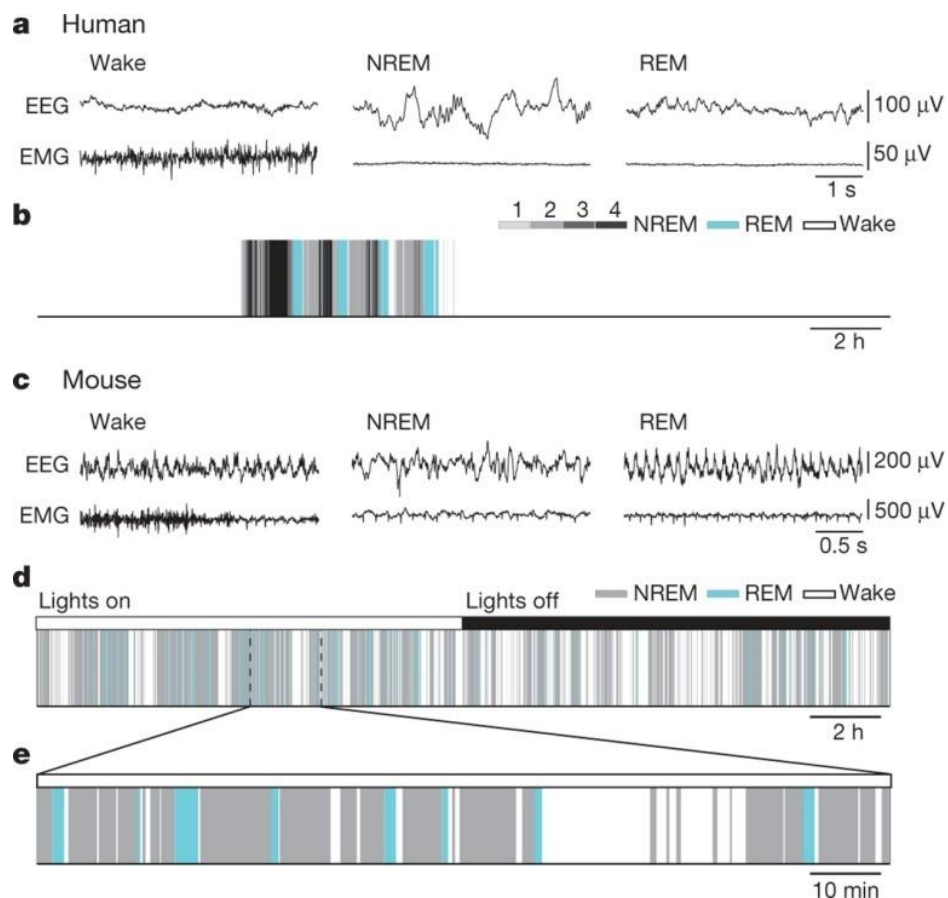 a Human
Wake NREM REM
EEG 100 μV
EMG 50 μV
1 s
b
1 2 3 4 NREM REM Wake
2 h
c Mouse
Wake NREM REM
EEG 200 μV
EMG 500 μV
0.5 s
d
Lights on Lights off NREM REM Wake
2 h
e
10 min